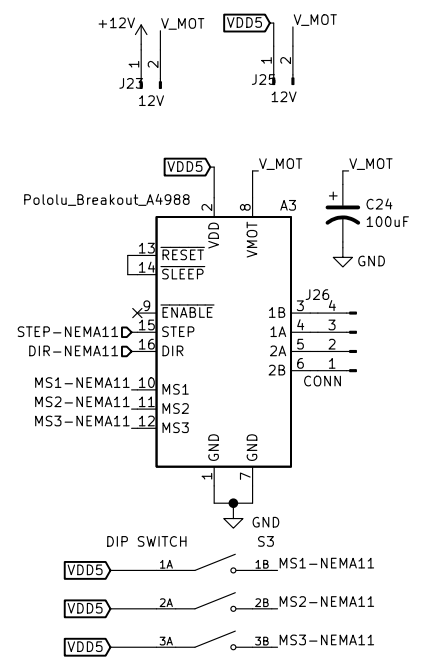 +12V V_MOT VDD5 V_MOT
1 2 1 2
J23 J25
12V 12V
VDD5 V_MOT V_MOT
Pololu_Breakout_A4988 2 8 A3 + C24
VDD VMOT 100uF
13 RESET
14 SLEEP GND
9 ENABLE 1B 3 4 J26
STEP-NEMA11 15 STEP 1A 4 3
DIR-NEMA11 16 DIR 2A 5 2
2B 6 1
CONN
MS1-NEMA11 10 MS1
MS2-NEMA11 11 MS2
MS3-NEMA11 12 MS3
GND GND
1 7
GND
DIP SWITCH S3
VDD5 1A 1B MS1-NEMA11
VDD5 2A 2B MS2-NEMA11
VDD5 3A 3B MS3-NEMA11